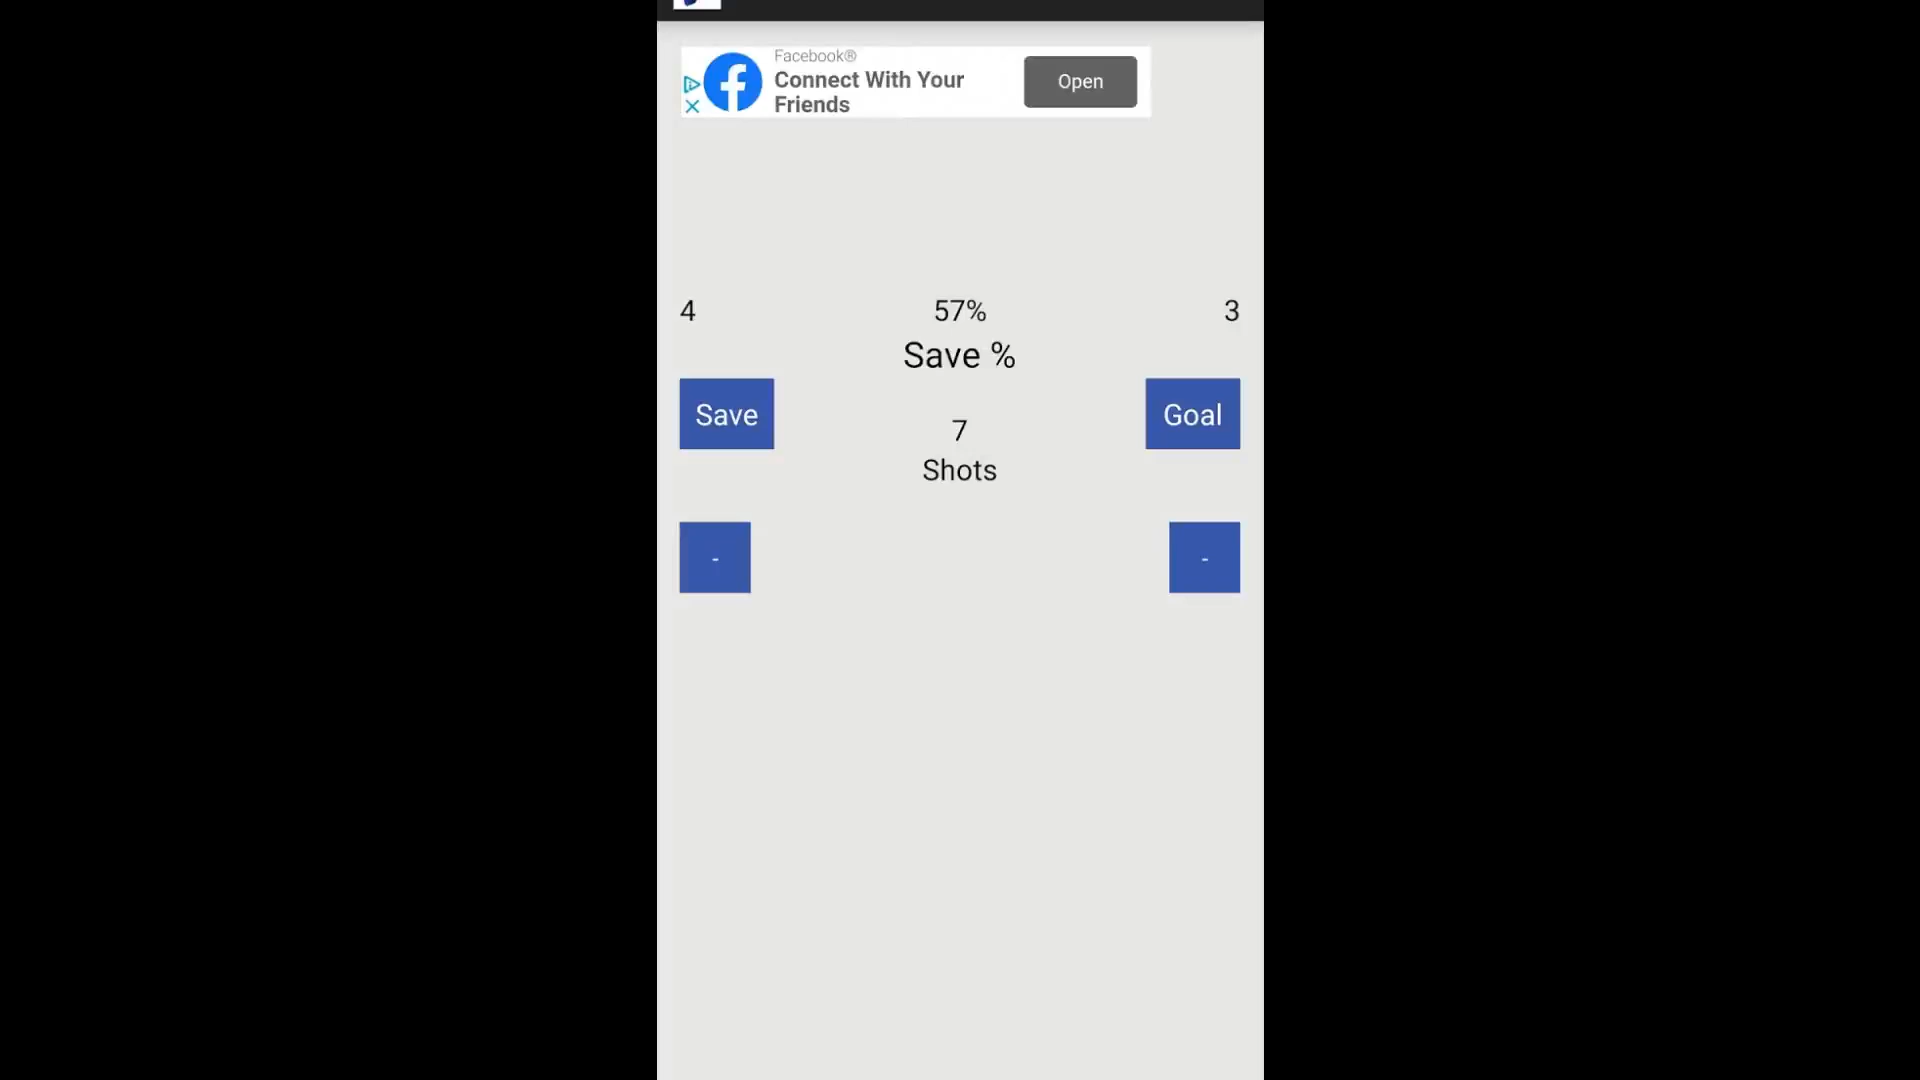 Facebook®
Connect With Your
Friends
Open
4
57%
3
Save %
Save
Goal
7
Shots
-
-